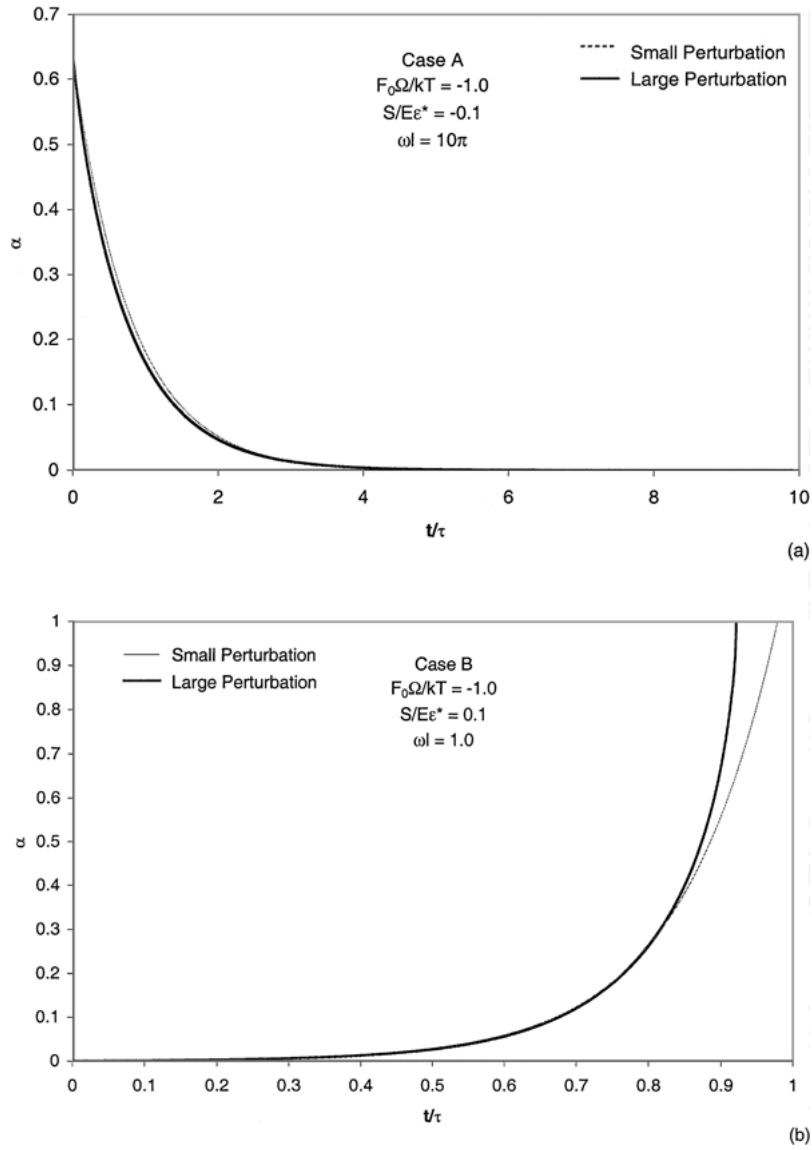 0.7
0.6
0.5
0.4
0.3
0.2
0.1
0
α
Case A
F₀Ω/kT = -1.0
S/Eε* = -0.1
ωl = 10π
Small Perturbation
Large Perturbation
0 2 4 6 8 10
t/τ
(a)
1
0.9
0.8
0.7
0.6
0.5
0.4
0.3
0.2
0.1
0
α
Small Perturbation
Large Perturbation
Case B
F₀Ω/kT = -1.0
S/Eε* = 0.1
ωl = 1.0
0 0.1 0.2 0.3 0.4 0.5 0.6 0.7 0.8 0.9 1
t/τ
(b)